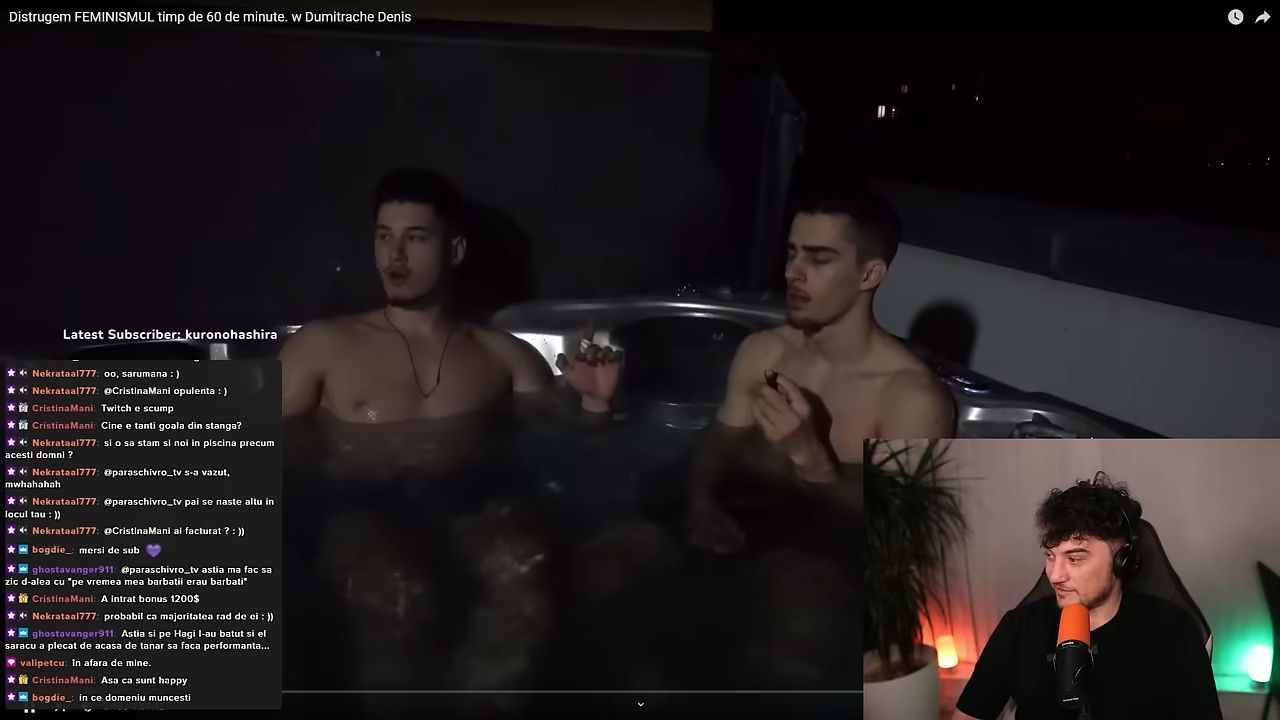 Distrugem FEMINISMUL timp de 60 de minute. w Dumitrache Denis
Latest Subscriber: kuronohashira
Nekrataal777: oo, sarumana : )
Nekrataal777: @CristinaMani opulenta : )
CristinaMani: Twitch e scump
CristinaMani: Cine e tanti goala din stanga?
Nekrataal777: si o sa stam si noi in piscina precum
acesti domni ?
Nekrataal777: @paraschivro_tv s-a vazut,
mwhahahah
Nekrataal777: @paraschivro_tv pai se naste altu in
locul tau : ))
Nekrataal777: @CristinaMani ai facturat ? : ))
bogdie_: mersi de sub
ghostavanger911: @paraschivro_tv astia ma fac sa
zic d-alea cu "pe vremea mea barbatii erau barbati"
CristinaMani: A intrat bonus 1200$
Nekrataal777: probabil ca majoritatea rad de ei : ))
ghostavanger911: Astia si pe Hagi l-au batut si el
saracu a plecat de acasa de tanar sa faca performanta...
valipetcu: în afara de mine.
CristinaMani: Asa ca sunt happy
bogdie_: in ce domeniu muncesti